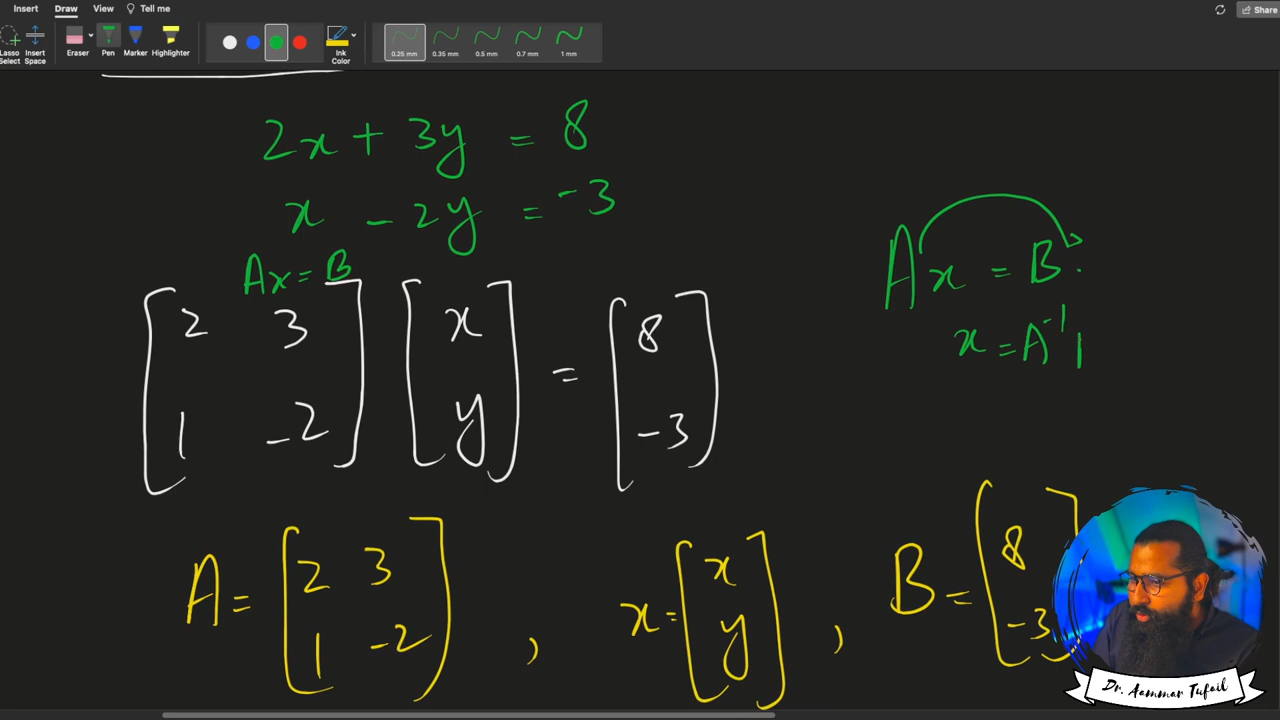 Insert Draw View Tell me
Share
Lasso Select
Insert Space
Eraser
Pen
Marker
Highlighter
Ink Color
0.25 mm
0.35 mm
0.5 mm
0.7 mm
1 mm
2x + 3y = 8
x - 2y = -3
Ax = B
[2 3
1 -2] [x
y] = [8
-3]
Ax = B
x = A⁻¹
A = [2 3
1 -2] , x = [x
y] , B = [8
-3
Dr. Aammar Tufail